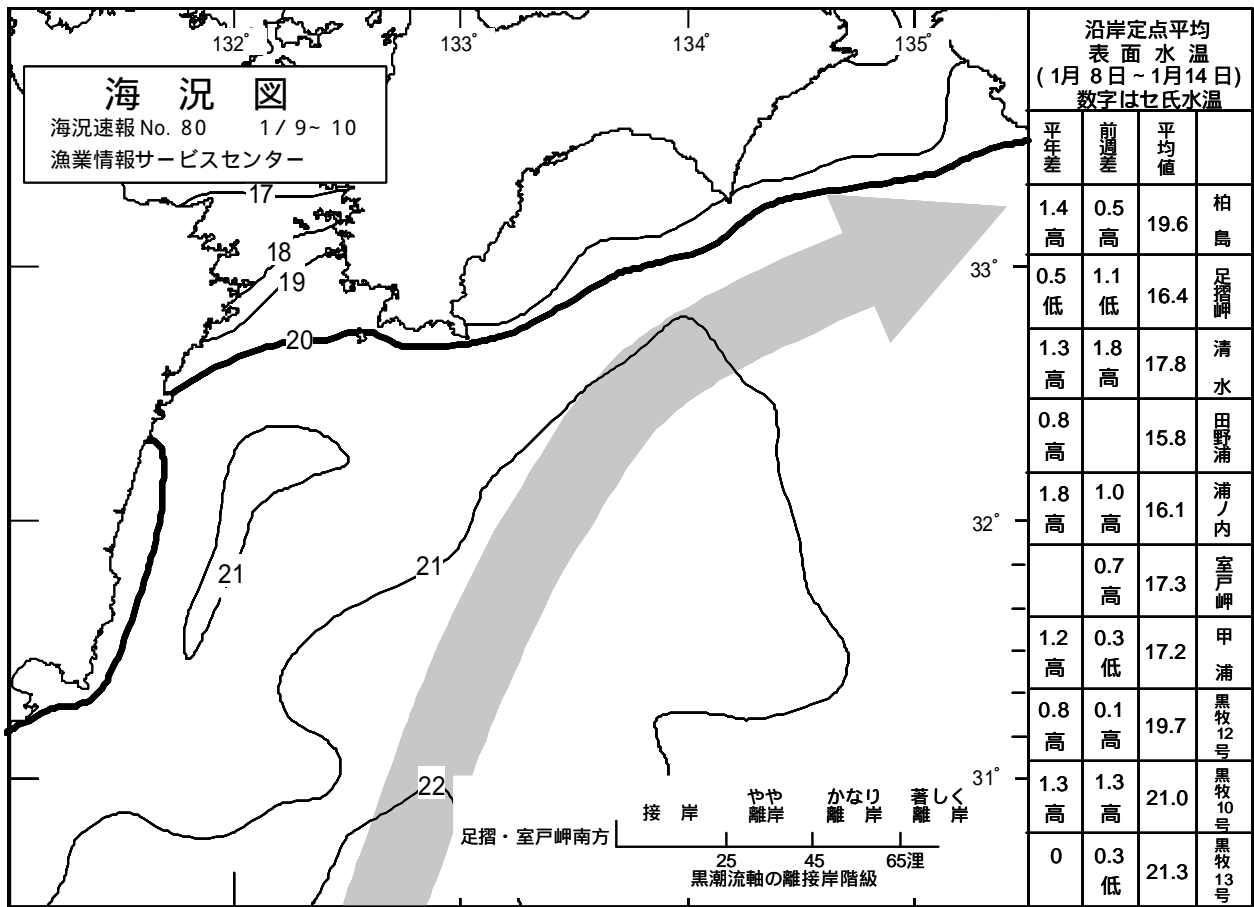 132°
133°
134°
135°
海 況 図
海況速報 No. 80 1/ 9~ 10
漁業情報サービスセンター
17
18
19
20
21
21
22
33°
32°
31°
接 岸
やや離岸
かなり離 岸
著しく離 岸
足摺・室戸岬南方
25 45 65浬
黒潮流軸の離接岸階級
沿岸定点平均
表 面 水 温
( 1月 8 日 ~ 1月14 日)
数字はセ氏水温
平年差 前週差 平均値
1.4高 0.5高 19.6 柏島
0.5低 1.1低 16.4 足摺岬
1.3高 1.8高 17.8 清水
0.8高 15.8 田野浦
1.8高 1.0高 16.1 浦ノ内
0.7高 17.3 室戸岬
1.2高 0.3低 17.2 甲浦
0.8高 0.1高 19.7 黒牧12号
1.3高 1.3高 21.0 黒牧10号
0 0.3低 21.3 黒牧13号